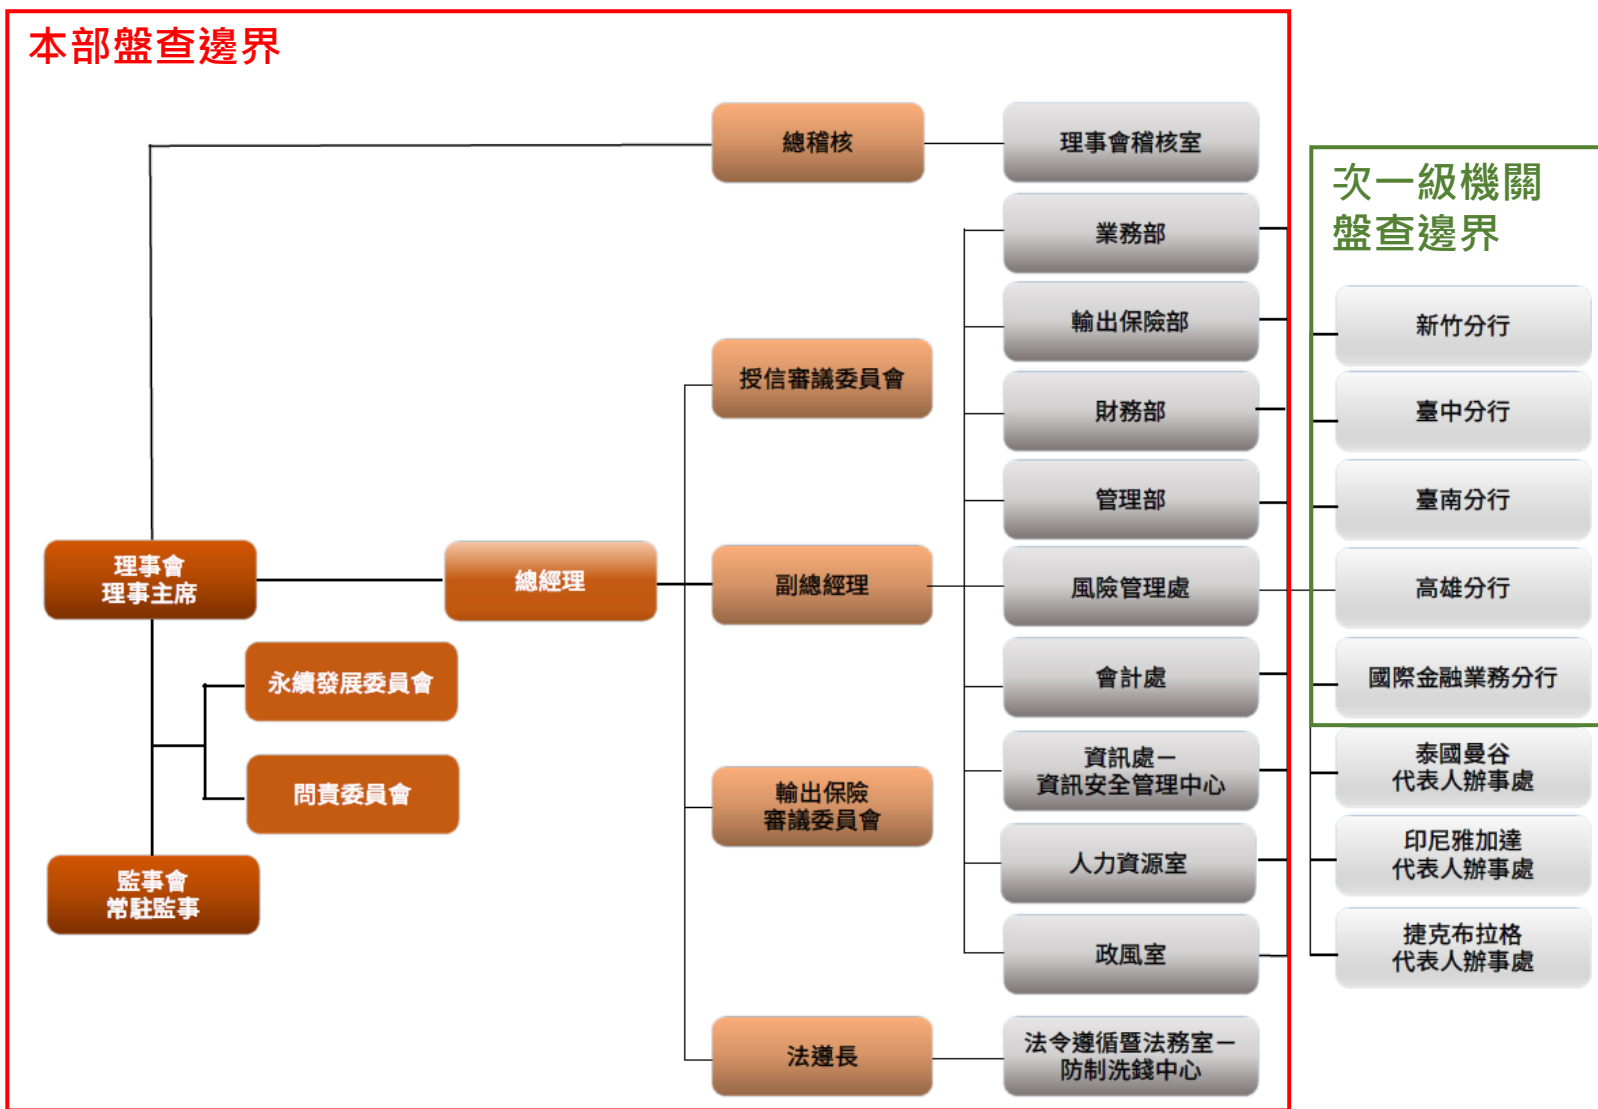 本部盤查邊界
總稽核
理事會稽核室
次一級機關
盤查邊界
業務部
輸出保險部
新竹分行
授信審議委員會
財務部
臺中分行
管理部
臺南分行
理事會
理事主席
總經理
副總經理
風險管理處
高雄分行
永續發展委員會
會計處
國際金融業務分行
問責委員會
輸出保險
審議委員會
資訊處－
資訊安全管理中心
泰國曼谷
代表人辦事處
監事會
常駐監事
人力資源室
印尼雅加達
代表人辦事處
政風室
捷克布拉格
代表人辦事處
法遵長
法令遵循暨法務室－
防制洗錢中心